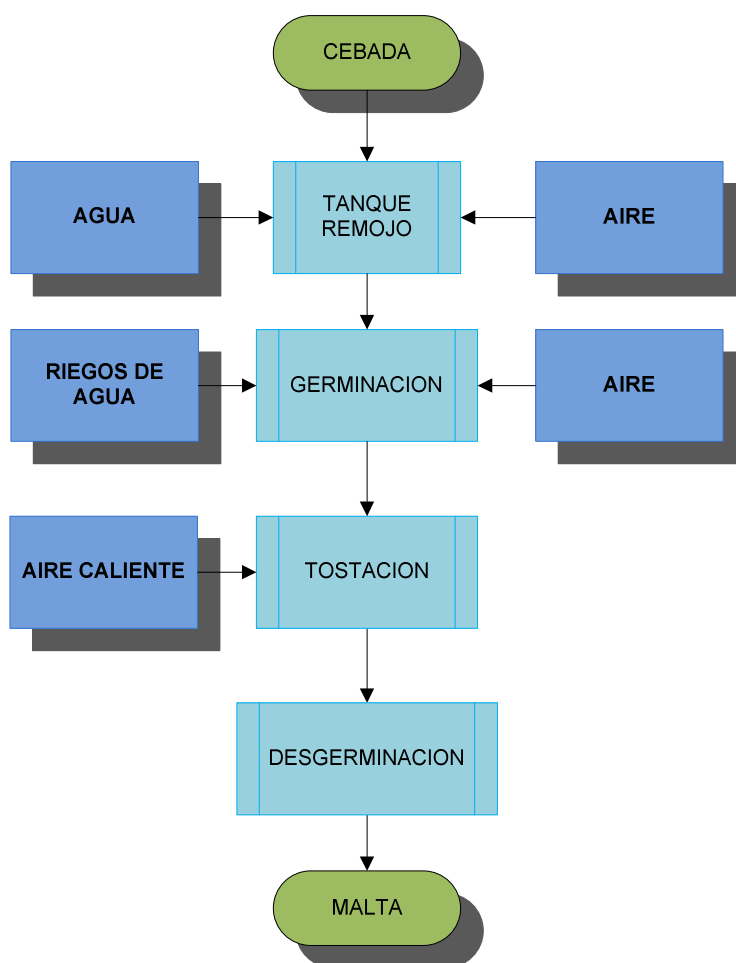 CEBADA
AGUA
TANQUE
REMOJO
AIRE
RIEGOS DE
AGUA
GERMINACION
AIRE
AIRE CALIENTE
TOSTACION
DESGERMINACION
MALTA